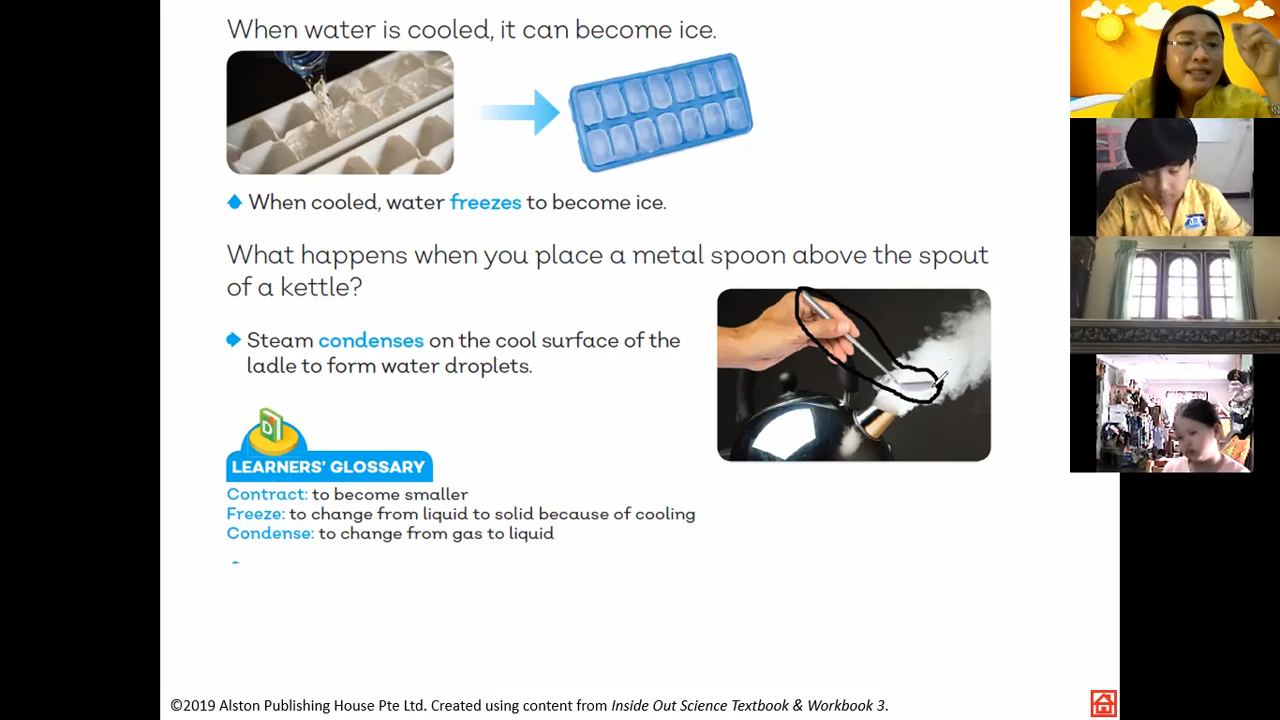 When water is cooled, it can become ice.
When cooled, water freezes to become ice.
What happens when you place a metal spoon above the spout
of a kettle?
Steam condenses on the cool surface of the
ladle to form water droplets.
D
LEARNERS' GLOSSARY
Contract: to become smaller
Freeze: to change from liquid to solid because of cooling
Condense: to change from gas to liquid
©2019 Alston Publishing House Pte Ltd. Created using content from Inside Out Science Textbook & Workbook 3.